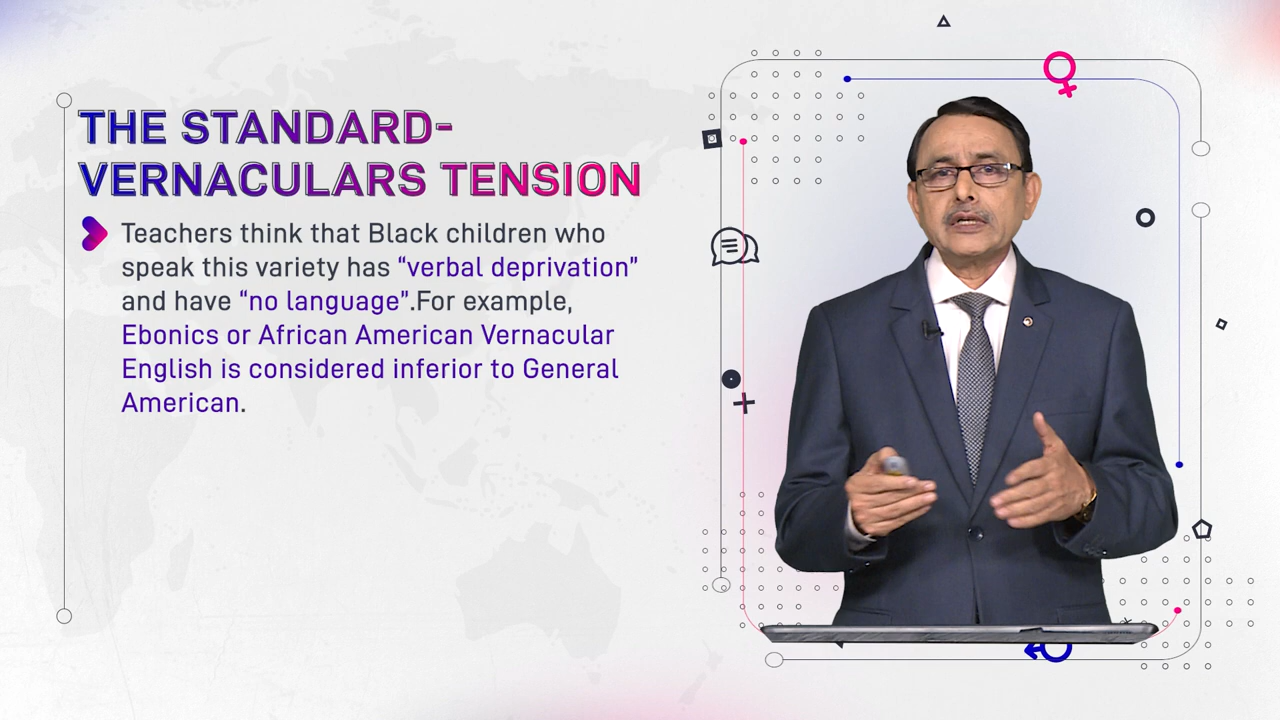 THE STANDARD-
VERNACULARS TENSION
Teachers think that Black children who
speak this variety has “verbal deprivation”
and have “no language”.For example,
Ebonics or African American Vernacular
English is considered inferior to General
American.